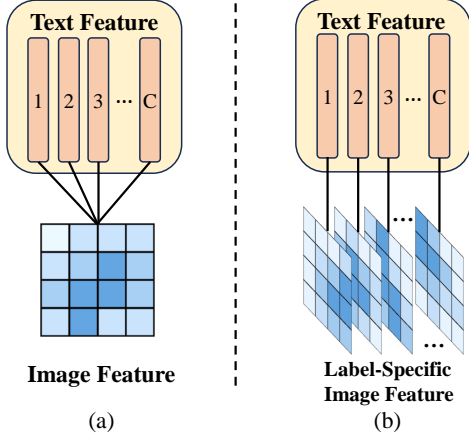 Text Feature
1 2 3 ... C
Image Feature
(a)
Text Feature
1 2 3 ... C
...
...
Label-Specific
Image Feature
(b)